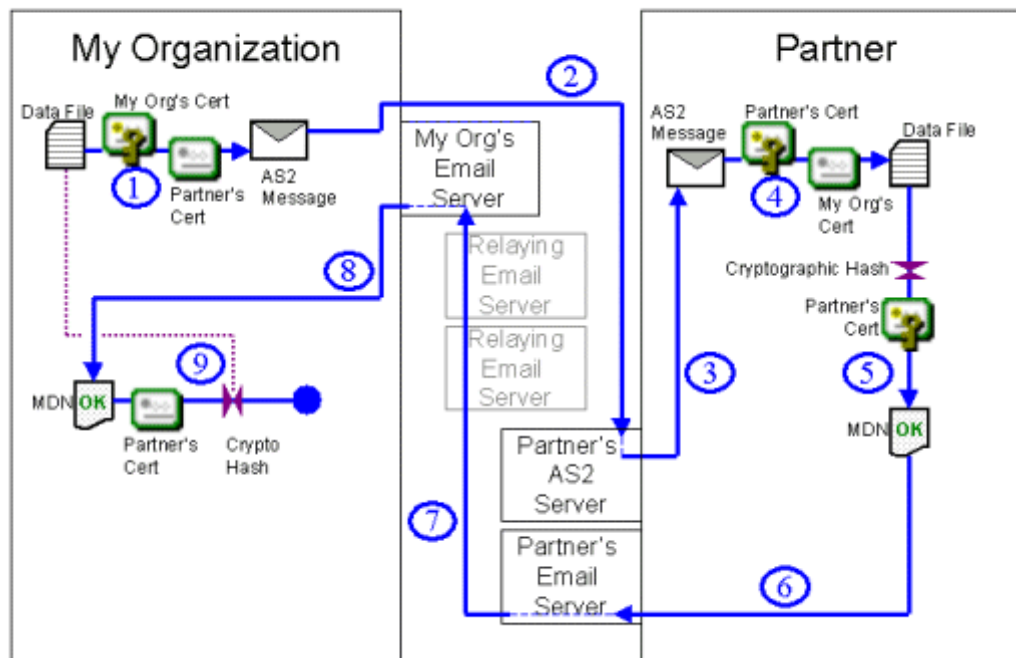 My Organization
Partner
2
Data File
My Org's Cert
1
Partner's
Cert
AS2
Message
My Org's
Email
Server
AS2
Message
Partner's Cert
4
My Org's
Cert
Data File
Relaying
Email
Server
Relaying
Email
Server
8
3
Cryptographic Hash
Partner's
Cert
5
MDN
OK
9
MDN
OK
Partner's
Cert
Crypto
Hash
Partner's
AS2
Server
7
Partner's
Email
Server
6